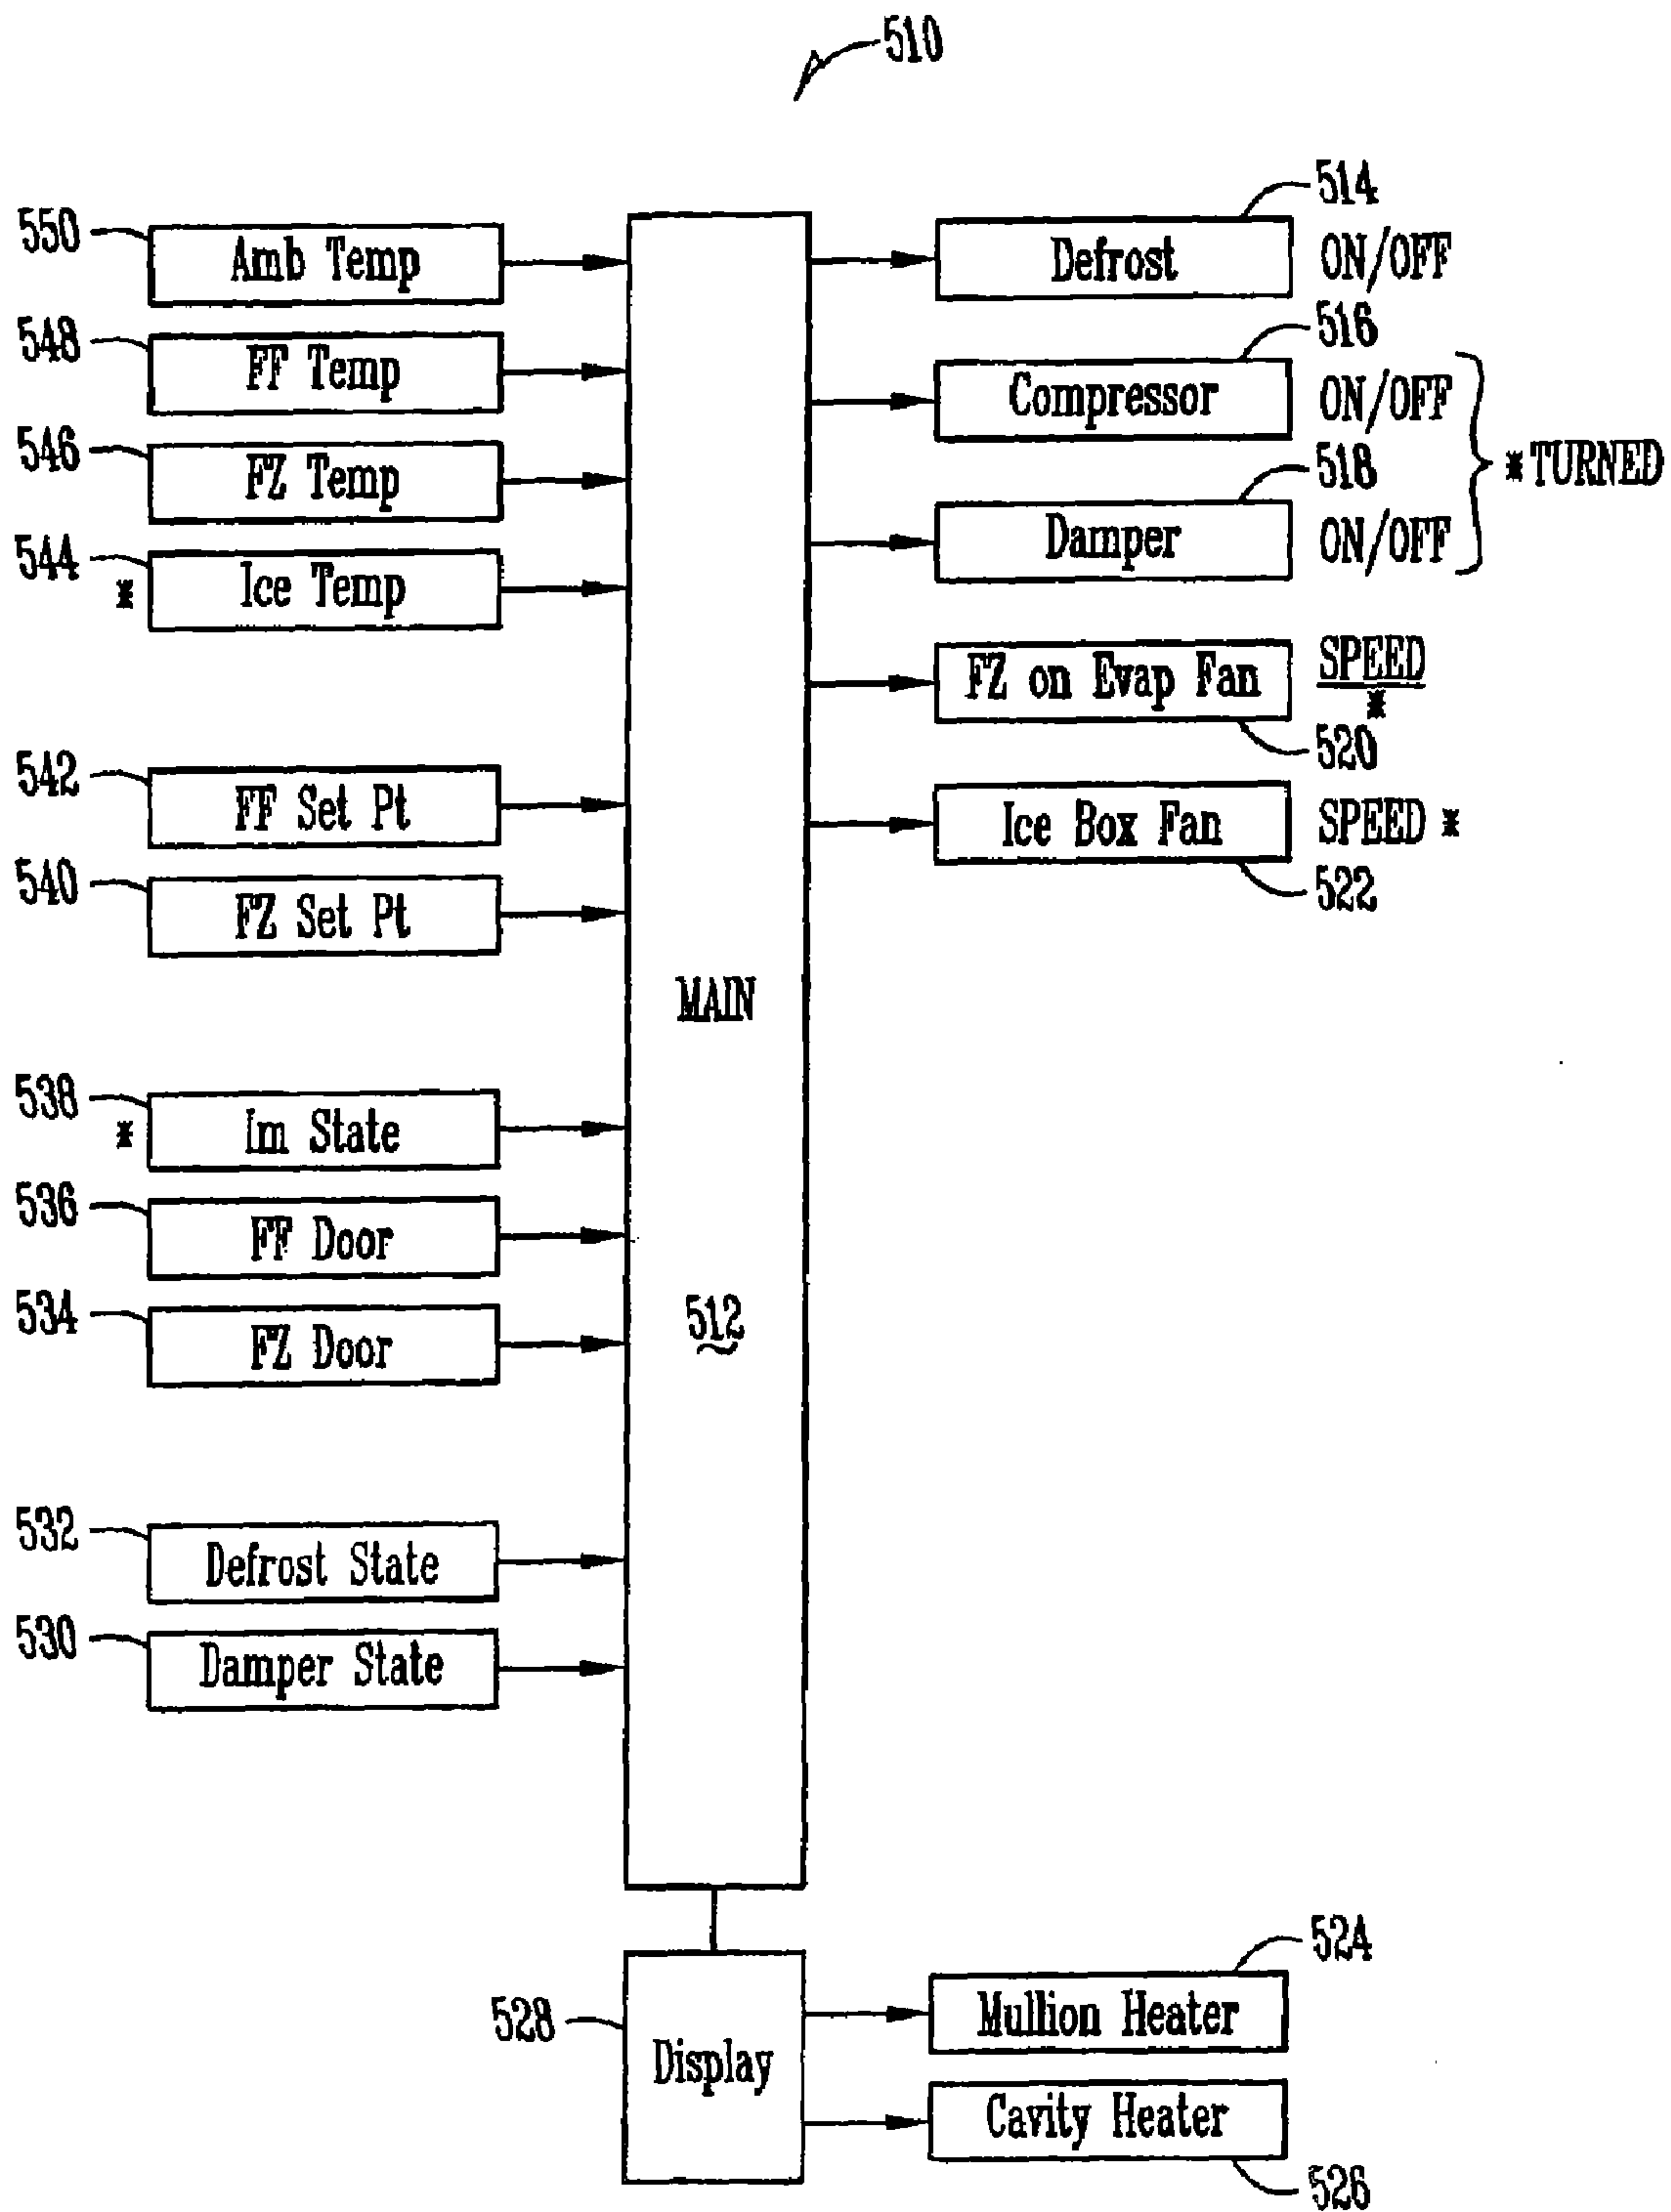 510
514
550
Amb Temp
Defrost
ON/OFF
516
548
FF Temp
Compressor
ON/OFF
* TURNED
546
FZ Temp
518
Damper
ON/OFF
544
* Ice Temp
FZ on Evap Fan
SPEED
*
520
542
FF Set Pt
Ice Box Fan
SPEED *
522
540
FZ Set Pt
MAIN
538
* Im State
536
FF Door
512
534
FZ Door
532
Defrost State
530
Damper State
524
528
Display
Mullion Heater
Cavity Heater
526